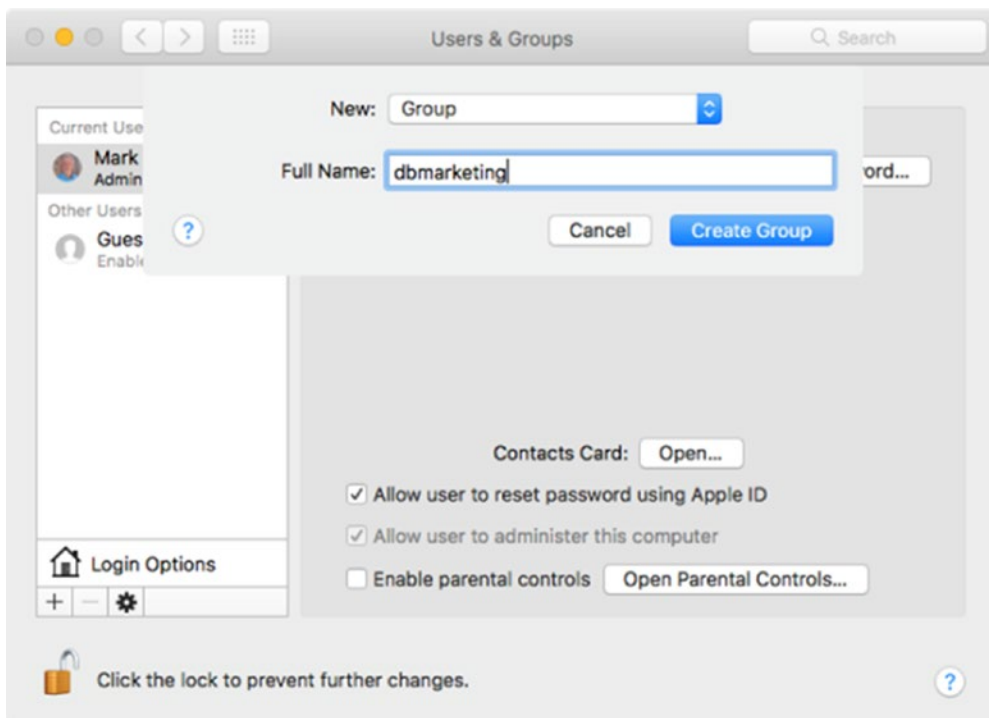 Users & Groups
Search
New: Group
Full Name: dbmarketing
Cancel
Create Group
?
Current Use
Mark
Admin
Other Users
Gues
Enable
ord...
Contacts Card: Open...
Allow user to reset password using Apple ID
Allow user to administer this computer
Enable parental controls
Open Parental Controls...
Login Options
Click the lock to prevent further changes.
?